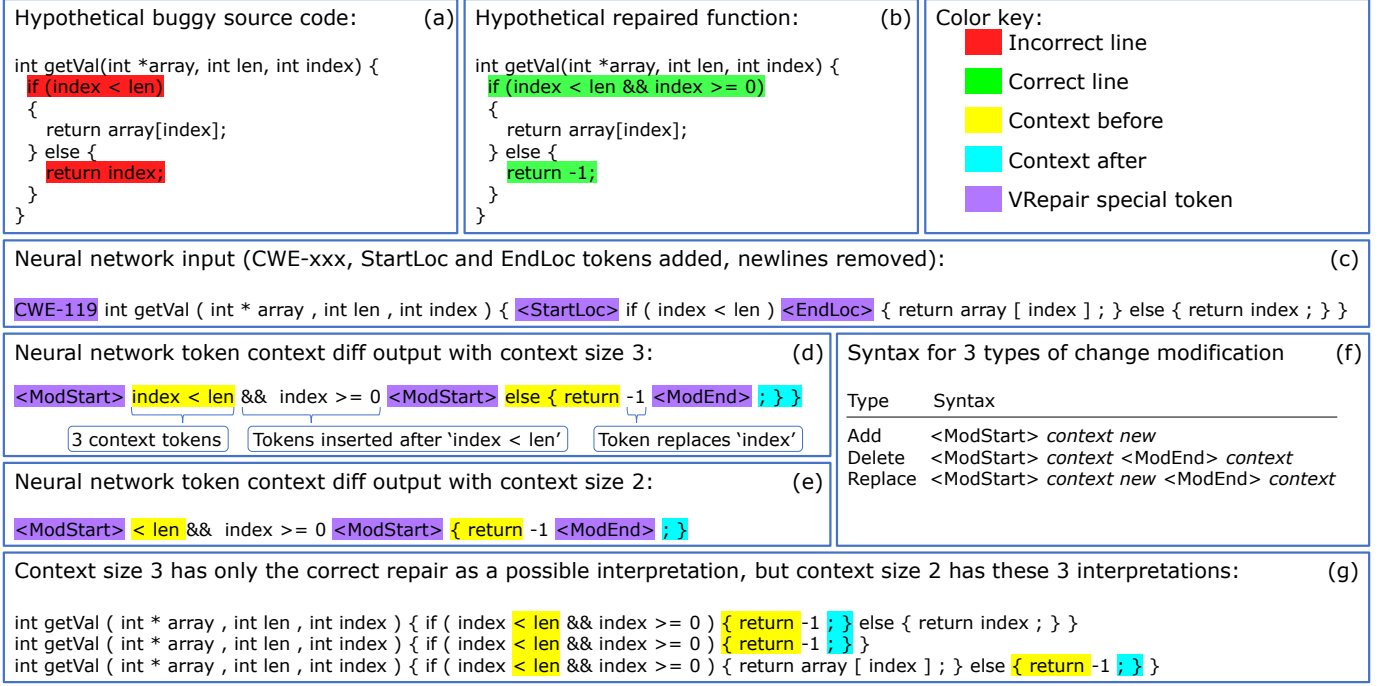 Hypothetical buggy source code: (a)
int getVal(int *array, int len, int index) {
if (index < len)
{
return array[index];
} else {
return index;
}
}
Hypothetical repaired function: (b)
int getVal(int *array, int len, int index) {
if (index < len && index >= 0)
{
return array[index];
} else {
return -1;
}
}
Color key:
Incorrect line
Correct line
Context before
Context after
VRepair special token
Neural network input (CWE-xxx, StartLoc and EndLoc tokens added, newlines removed): (c)
CWE-119 int getVal ( int * array , int len , int index ) { <StartLoc> if ( index < len ) <EndLoc> { return array [ index ] ; } else { return index ; } }
Neural network token context diff output with context size 3: (d)
<ModStart> index < len && index >= 0 <ModStart> else { return -1 <ModEnd> ; } }
3 context tokens
Tokens inserted after ‘index < len’
Token replaces ‘index’
Neural network token context diff output with context size 2: (e)
<ModStart> < len && index >= 0 <ModStart> { return -1 <ModEnd> ; }
Syntax for 3 types of change modification (f)
Type Syntax
Add <ModStart> context new
Delete <ModStart> context <ModEnd> context
Replace <ModStart> context new <ModEnd> context
Context size 3 has only the correct repair as a possible interpretation, but context size 2 has these 3 interpretations: (g)
int getVal ( int * array , int len , int index ) { if ( index < len && index >= 0 ) { return -1 ; } else { return index ; } }
int getVal ( int * array , int len , int index ) { if ( index < len && index >= 0 ) { return -1 ; } }
int getVal ( int * array , int len , int index ) { if ( index < len && index >= 0 ) { return array [ index ] ; } else { return -1 ; } }